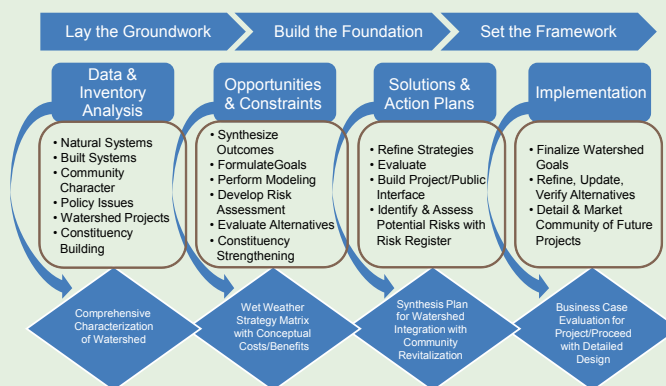 Lay the Groundwork
Build the Foundation
Set the Framework
Data &
Inventory
Analysis
• Natural Systems
• Built Systems
• Community
Character
• Policy Issues
• Watershed Projects
• Constituency
Building
Comprehensive
Characterization
of Watershed
Opportunities
& Constraints
• Synthesize
Outcomes
• FormulateGoals
• Perform Modeling
• Develop Risk
Assessment
• Evaluate Alternatives
• Constituency
Strengthening
Wet Weather
Strategy Matrix
with Conceptual
Costs/Benefits
Solutions &
Action Plans
• Refine Strategies
• Evaluate
• Build Project/Public
Interface
• Identify & Assess
Potential Risks with
Risk Register
Synthesis Plan
for Watershed
Integration with
Community
Revitalization
Implementation
• Finalize Watershed
Goals
• Refine, Update,
Verify Alternatives
• Detail & Market
Community of Future
Projects
Business Case
Evaluation for
Project/Proceed
with Detailed
Design